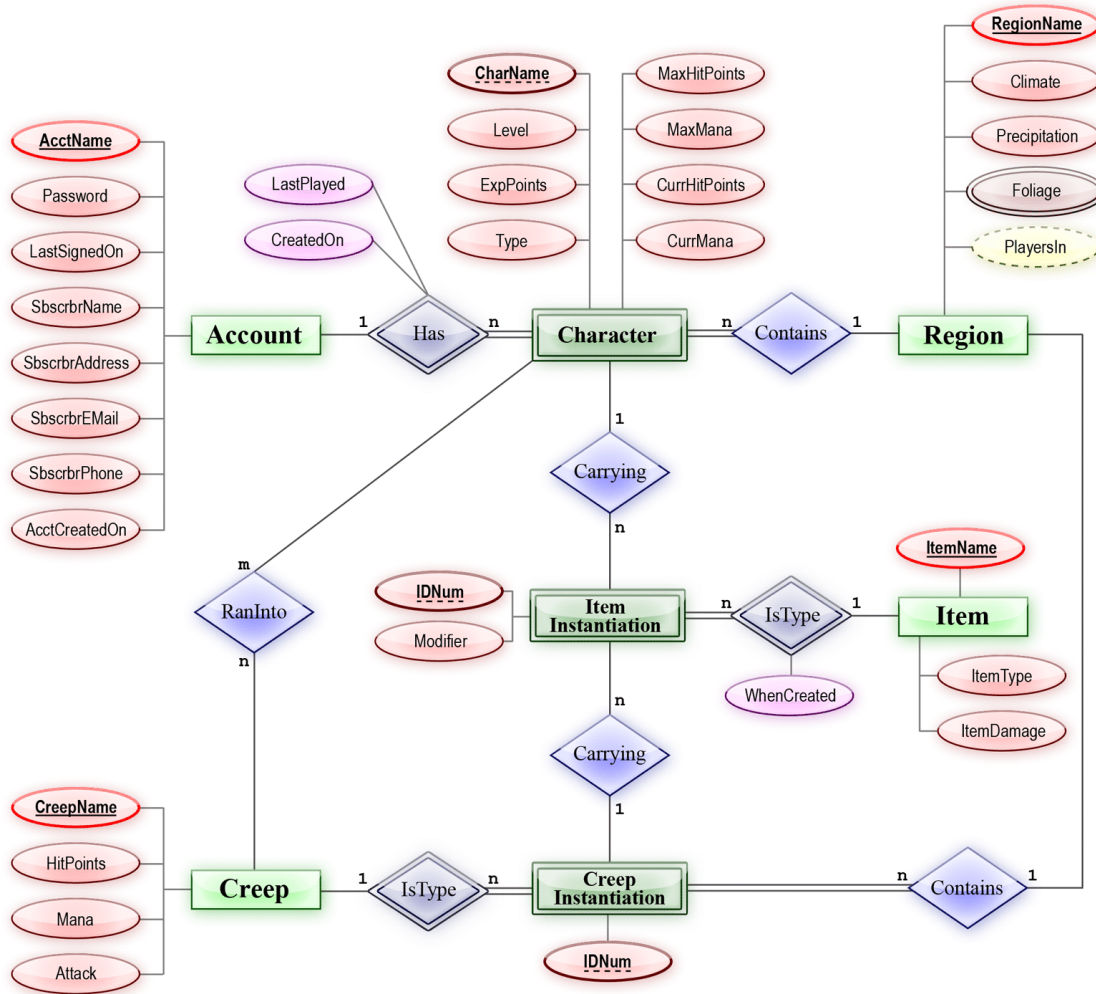 RegionName
CharName
MaxHitPoints
Climate
AcctName
Level
MaxMana
Precipitation
Password
LastPlayed
ExpPoints
CurrHitPoints
Foliage
LastSignedOn
CreatedOn
Type
CurrMana
PlayersIn
SbscrbrName
Account
1
Has
n
Character
n
Contains
1
Region
SbscrbrAddress
SbscrbrEMail
1
SbscrbrPhone
Carrying
AcctCreatedOn
n
ItemName
m
RanInto
IDNum
Item
Instantiation
n
IsType
1
Item
Modifier
n
ItemType
n
WhenCreated
ItemDamage
Carrying
CreepName
1
HitPoints
Creep
1
IsType
n
Creep
Instantiation
n
Contains
1
Mana
Attack
IDNum